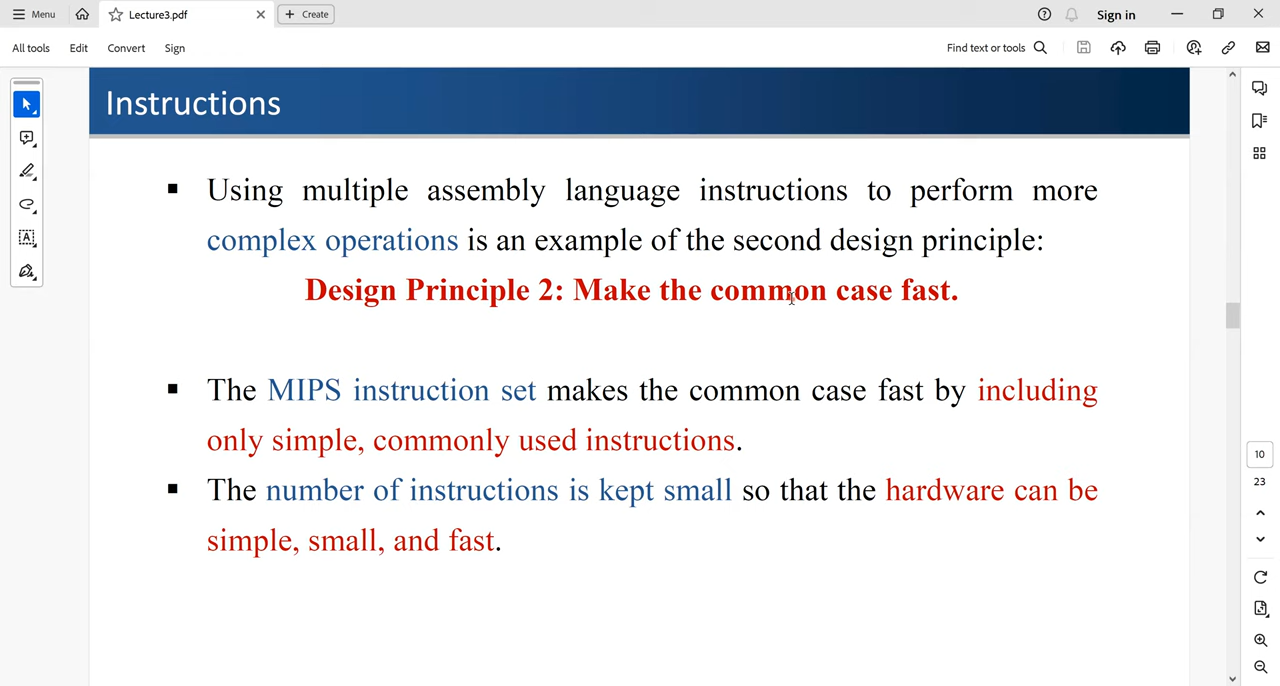 Menu
Lecture3.pdf
Create
Sign in
All tools
Edit
Convert
Sign
Find text or tools
Instructions
Using multiple assembly language instructions to perform more
complex operations is an example of the second design principle:
Design Principle 2: Make the common case fast.
The MIPS instruction set makes the common case fast by including
only simple, commonly used instructions.
The number of instructions is kept small so that the hardware can be
simple, small, and fast.
10
23